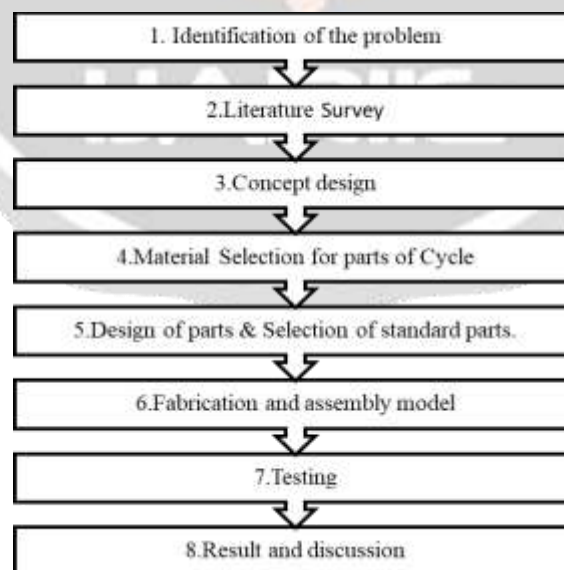 1. Identification of the problem
2.Literature Survey
3.Concept design
4.Material Selection for parts of Cycle
5.Design of parts & Selection of standard parts.
6.Fabrication and assembly model
7.Testing
8.Result and discussion